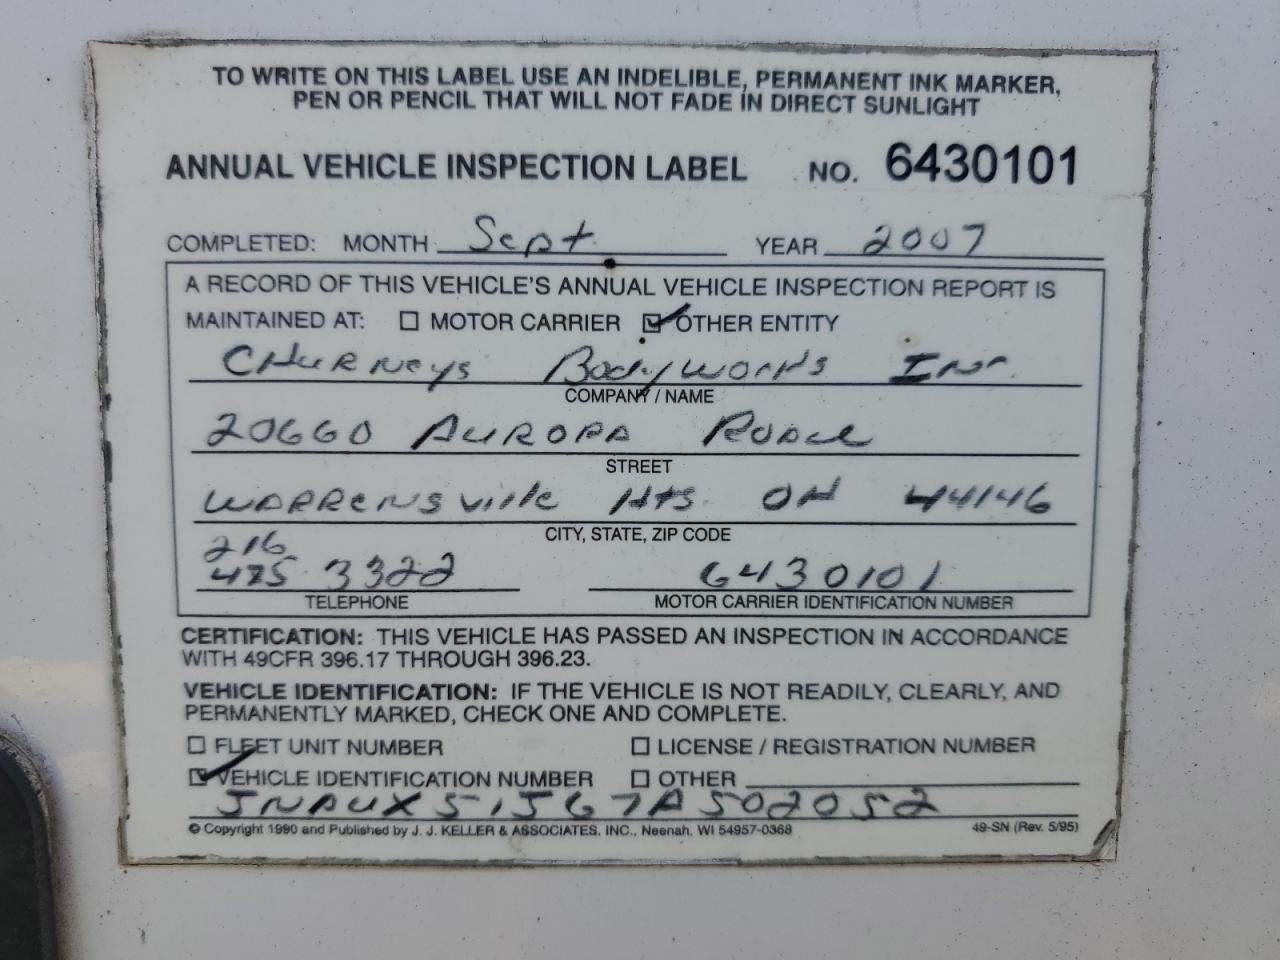 TO WRITE ON THIS LABEL USE AN INDELIBLE, PERMANENT INK MARKER,
PEN OR PENCIL THAT WILL NOT FADE IN DIRECT SUNLIGHT
ANNUAL VEHICLE INSPECTION LABEL NO. 6430101
COMPLETED: MONTH Sept. YEAR 2007
A RECORD OF THIS VEHICLE'S ANNUAL VEHICLE INSPECTION REPORT IS
MAINTAINED AT: ☐ MOTOR CARRIER ☑ OTHER ENTITY
CHURNeys BodyWorks Inc.
COMPANY / NAME
20660 AURORA Road
STREET
WARRENSville Hts. OH 44146
CITY, STATE, ZIP CODE
216
475 3322 6430101
TELEPHONE MOTOR CARRIER IDENTIFICATION NUMBER
CERTIFICATION: THIS VEHICLE HAS PASSED AN INSPECTION IN ACCORDANCE
WITH 49CFR 396.17 THROUGH 396.23.
VEHICLE IDENTIFICATION: IF THE VEHICLE IS NOT READILY, CLEARLY, AND
PERMANENTLY MARKED, CHECK ONE AND COMPLETE.
☐ FLEET UNIT NUMBER ☐ LICENSE / REGISTRATION NUMBER
☑ VEHICLE IDENTIFICATION NUMBER ☐ OTHER
JNAUX51J67A502052
© Copyright 1990 and Published by J. J. KELLER & ASSOCIATES, INC., Neenah, WI 54957-0368 49-SN (Rev. 5/95)